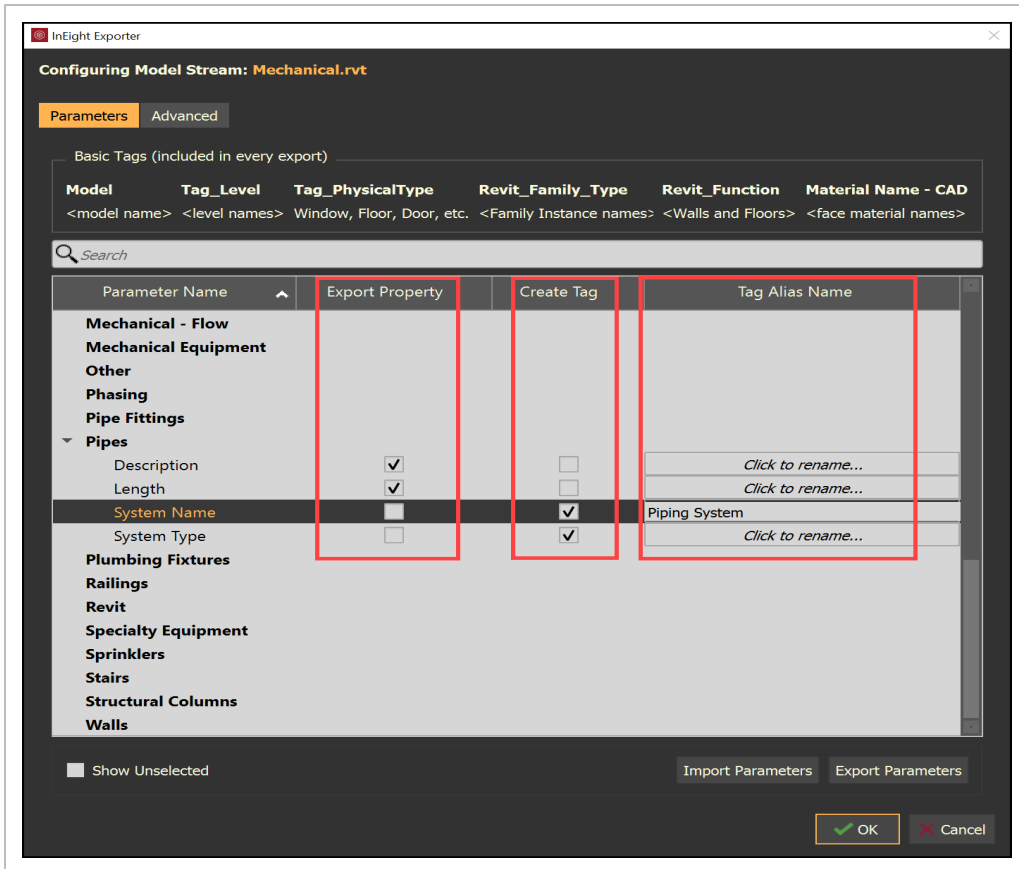 InEight Exporter
Configuring Model Stream: Mechanical.rvt
Parameters Advanced
Basic Tags (included in every export)
Model Tag_Level Tag_PhysicalType Revit_Family_Type Revit_Function Material Name - CAD
<model name> <level names> Window, Floor, Door, etc. <Family Instance names> <Walls and Floors> <face material names>
Search
Parameter Name Export Property Create Tag Tag Alias Name
Mechanical - Flow
Mechanical Equipment
Other
Phasing
Pipe Fittings
Pipes
Description Click to rename...
Length Click to rename...
System Name Piping System
System Type Click to rename...
Plumbing Fixtures
Railings
Revit
Specialty Equipment
Sprinklers
Stairs
Structural Columns
Walls
Show Unselected Import Parameters Export Parameters
OK Cancel